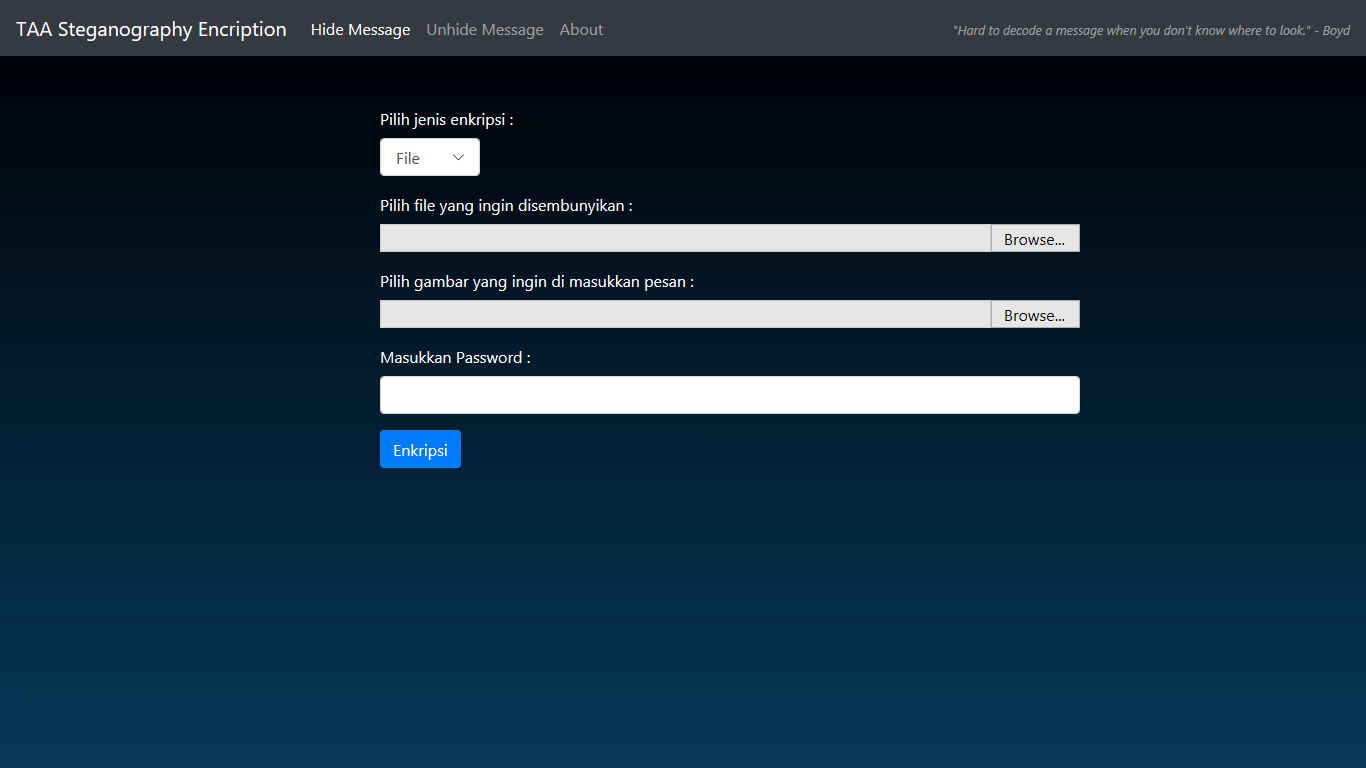 TAA Steganography Encription Hide Message Unhide Message About "Hard to decode a message when you don't know where to look." - Boyd
Pilih jenis enkripsi :
File
Pilih file yang ingin disembunyikan :
Browse...
Pilih gambar yang ingin di masukkan pesan :
Browse...
Masukkan Password :
Enkripsi